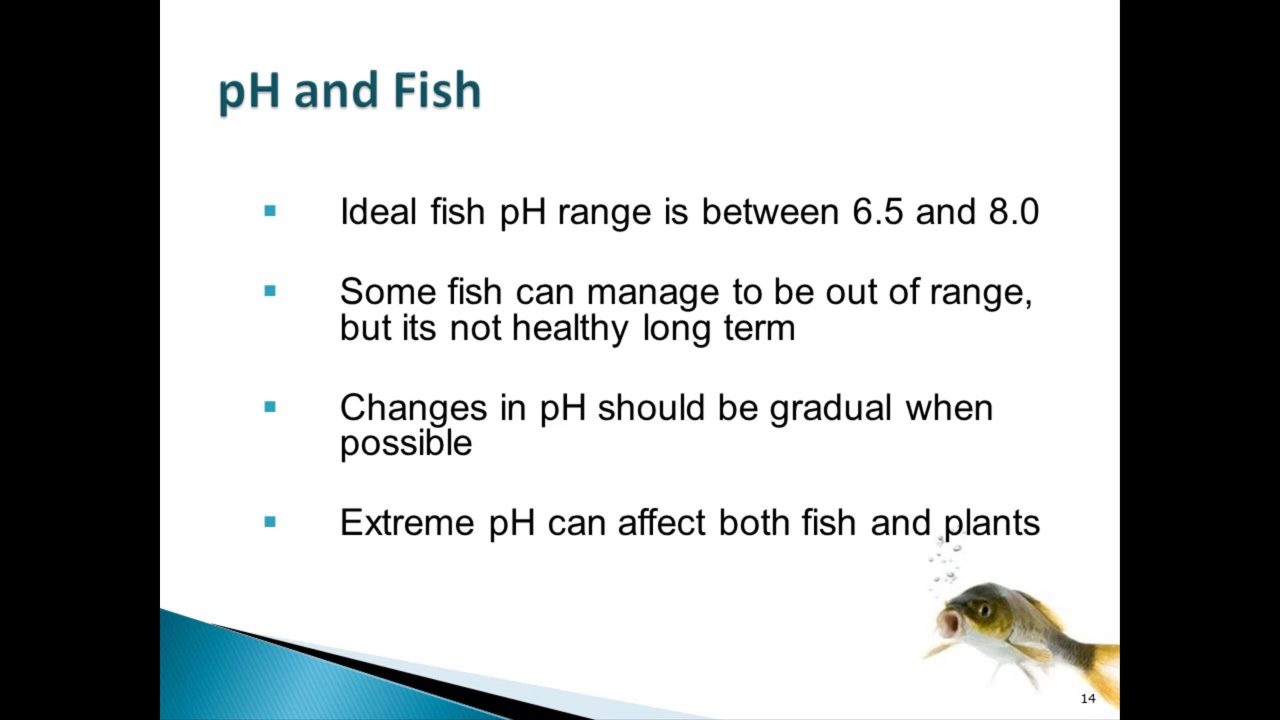 pH and Fish
Ideal fish pH range is between 6.5 and 8.0
Some fish can manage to be out of range,
but its not healthy long term
Changes in pH should be gradual when
possible
Extreme pH can affect both fish and plants
14